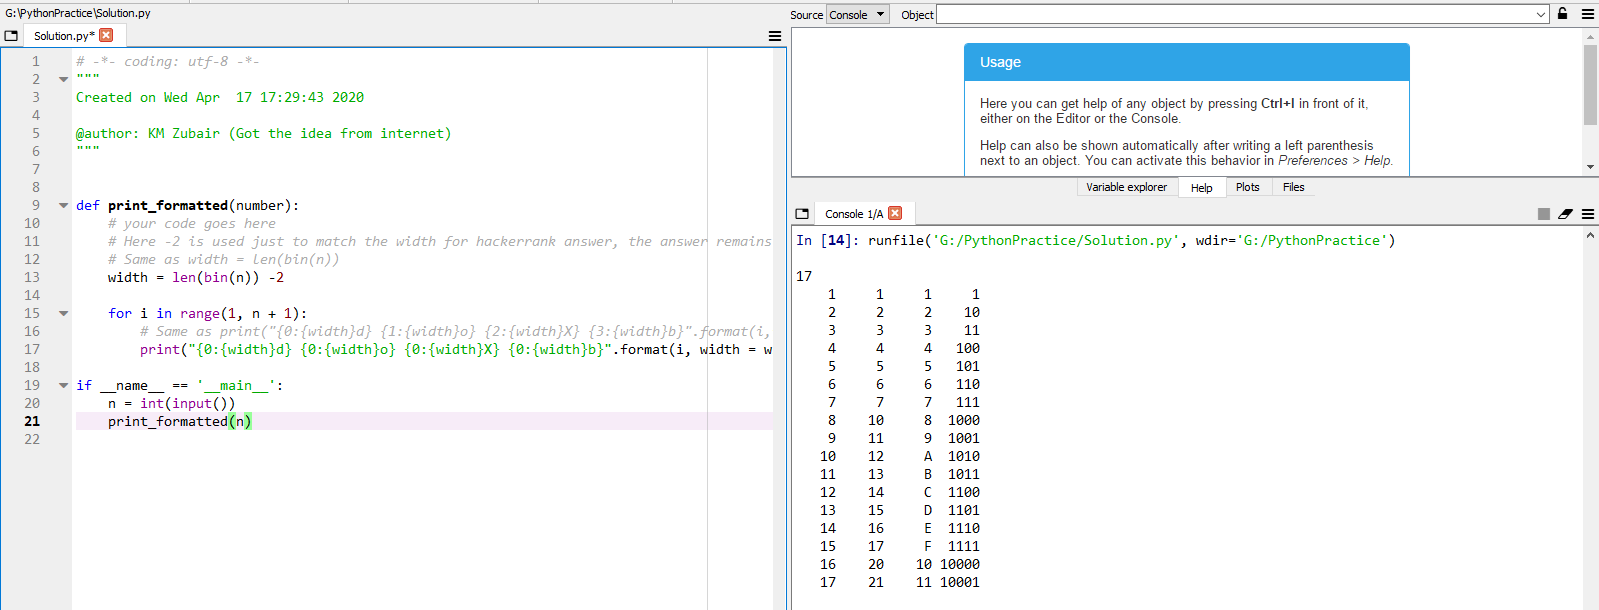 G:\PythonPractice\Solution.py
Solution.py*
1 # -*- coding: utf-8 -*-
2 """
3 Created on Wed Apr  17 17:29:43 2020
4
5 @author: KM Zubair (Got the idea from internet)
6 """
7
8
9 def print_formatted(number):
10     # your code goes here
11     # Here -2 is used just to match the width for hackerrank answer, the answer remains
12     # Same as width = len(bin(n))
13     width = len(bin(n)) -2
14
15     for i in range(1, n + 1):
16         # Same as print("{0:{width}d} {1:{width}o} {2:{width}X} {3:{width}b}".format(i,
17         print("{0:{width}d} {0:{width}o} {0:{width}X} {0:{width}b}".format(i, width = w
18
19 if __name__ == '__main__':
20     n = int(input())
21     print_formatted(n)
22
Source Console Object
Usage
Here you can get help of any object by pressing Ctrl+I in front of it,
either on the Editor or the Console.
Help can also be shown automatically after writing a left parenthesis
next to an object. You can activate this behavior in Preferences > Help.
Variable explorer Help Plots Files
Console 1/A
In [14]: runfile('G:/PythonPractice/Solution.py', wdir='G:/PythonPractice')
17
    1     1     1     1
    2     2     2    10
    3     3     3    11
    4     4     4   100
    5     5     5   101
    6     6     6   110
    7     7     7   111
    8    10     8  1000
    9    11     9  1001
   10    12     A  1010
   11    13     B  1011
   12    14     C  1100
   13    15     D  1101
   14    16     E  1110
   15    17     F  1111
   16    20    10 10000
   17    21    11 10001